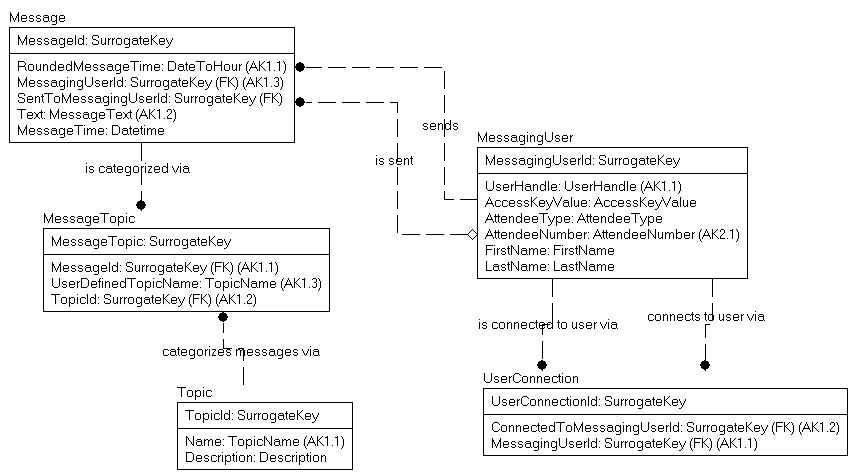 Message
MessageId: SurrogateKey
RoundedMessageTime: DateToHour (AK1.1)
MessagingUserId: SurrogateKey (FK) (AK1.3)
SentToMessagingUserId: SurrogateKey (FK)
Text: MessageText (AK1.2)
MessageTime: Datetime
sends
is sent
is categorized via
MessagingUser
MessagingUserId: SurrogateKey
UserHandle: UserHandle (AK1.1)
AccessKeyValue: AccessKeyValue
AttendeeType: AttendeeType
AttendeeNumber: AttendeeNumber (AK2.1)
FirstName: FirstName
LastName: LastName
MessageTopic
MessageTopic: SurrogateKey
MessageId: SurrogateKey (FK) (AK1.1)
UserDefinedTopicName: TopicName (AK1.3)
TopicId: SurrogateKey (FK) (AK1.2)
is connected to user via
connects to user via
categorizes messages via
Topic
TopicId: SurrogateKey
Name: TopicName (AK1.1)
Description: Description
UserConnection
UserConnectionId: SurrogateKey
ConnectedToMessagingUserId: SurrogateKey (FK) (AK1.2)
MessagingUserId: SurrogateKey (FK) (AK1.1)